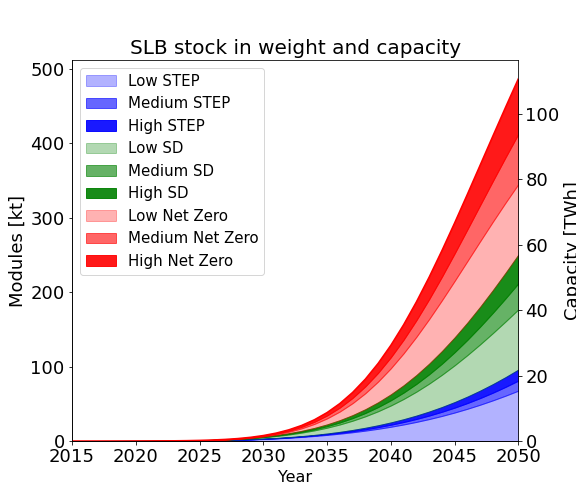 SLB stock in weight and capacity
Low STEP
Medium STEP
High STEP
Low SD
Medium SD
High SD
Low Net Zero
Medium Net Zero
High Net Zero
Modules [kt]
500
400
300
200
100
0
Capacity [TWh]
100
80
60
40
20
0
2015 2020 2025 2030 2035 2040 2045 2050
Year